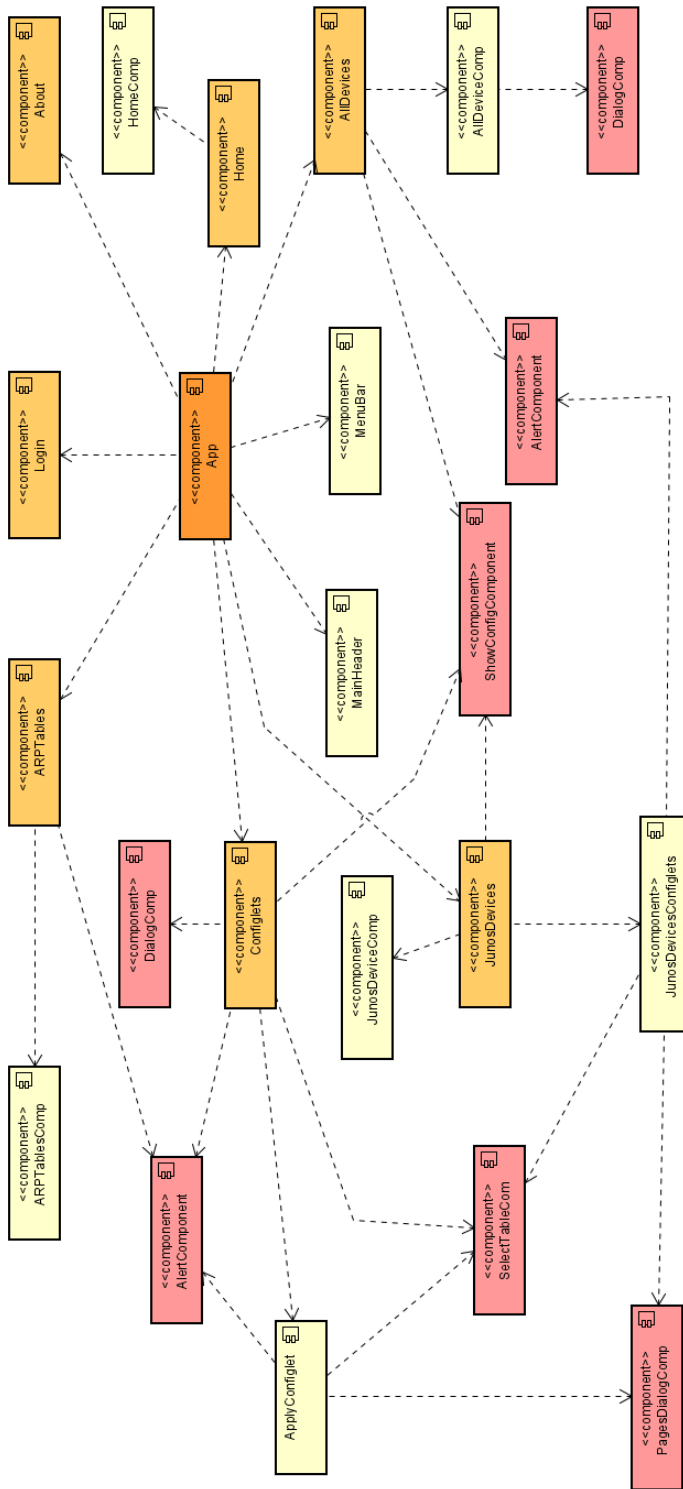 <<component>>
About
<<component>>
HomeComp
<<component>>
Home
<<component>>
AllDevices
<<component>>
AllDeviceComp
<<component>>
DialogComp
<<component>>
Login
<<component>>
App
<<component>>
MenuBar
<<component>>
AlertComponent
<<component>>
ARPTables
<<component>>
MainHeader
<<component>>
ShowConfigComponent
<<component>>
DialogComp
<<component>>
Configlets
<<component>>
JunosDeviceComp
<<component>>
JunosDevices
<<component>>
JunosDevicesConfiglets
<<component>>
ARPTablesComp
<<component>>
AlertComponent
ApplyConfiglet
<<component>>
SelectTableCom
<<component>>
PagesDialogComp